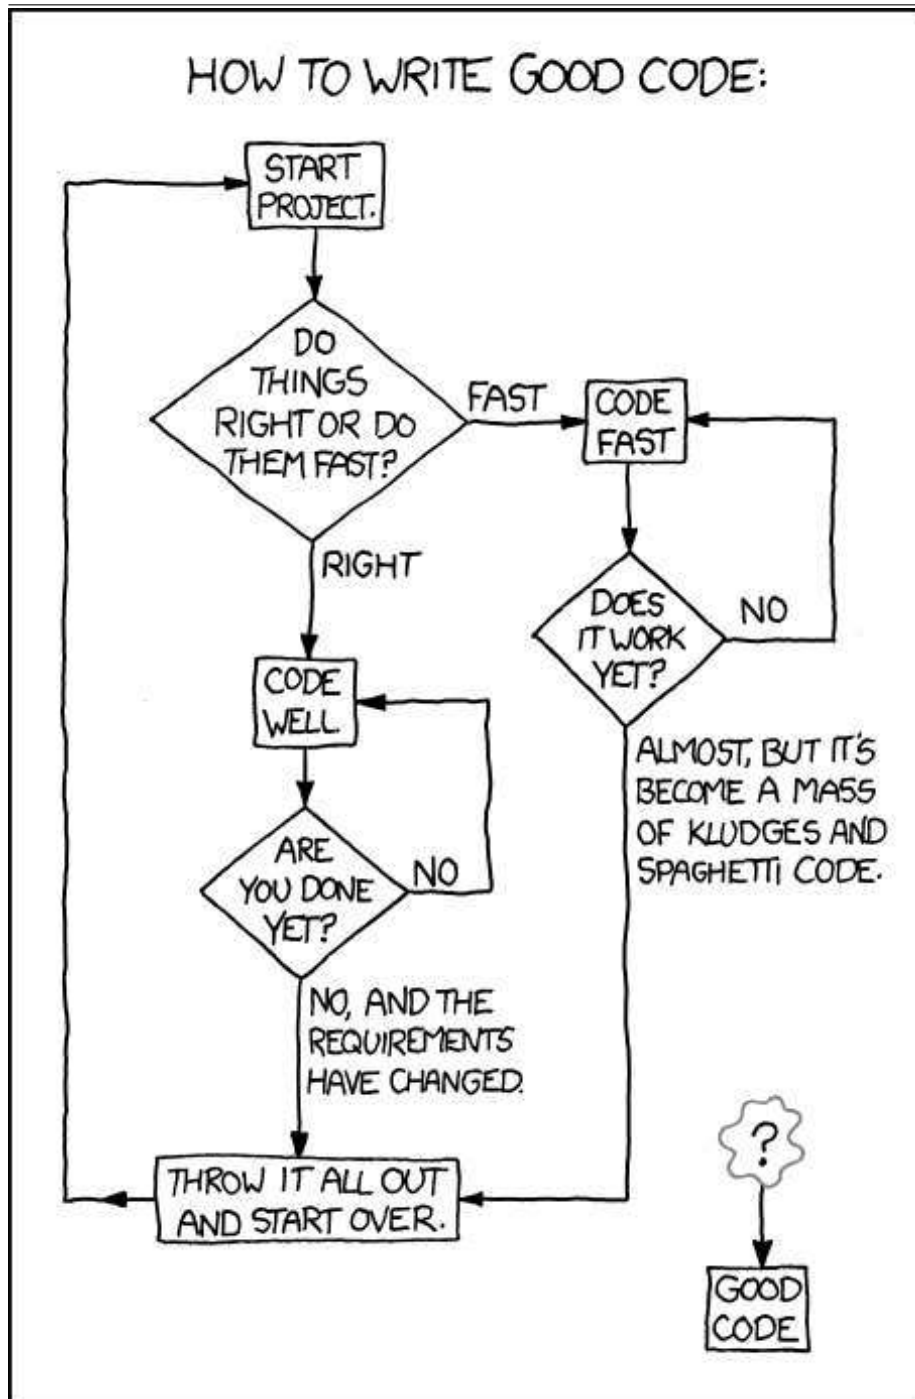 HOW TO WRITE GOOD CODE:
START
PROJECT.
DO
THINGS
RIGHT OR DO
THEM FAST?
FAST
CODE
FAST
RIGHT
DOES
IT WORK
YET?
NO
CODE
WELL
ALMOST, BUT IT'S
BECOME A MASS
OF KLUDGES AND
SPAGHETTI CODE.
ARE
YOU DONE
YET?
NO
NO, AND THE
REQUIREMENTS
HAVE CHANGED.
THROW IT ALL OUT
AND START OVER.
?
GOOD
CODE